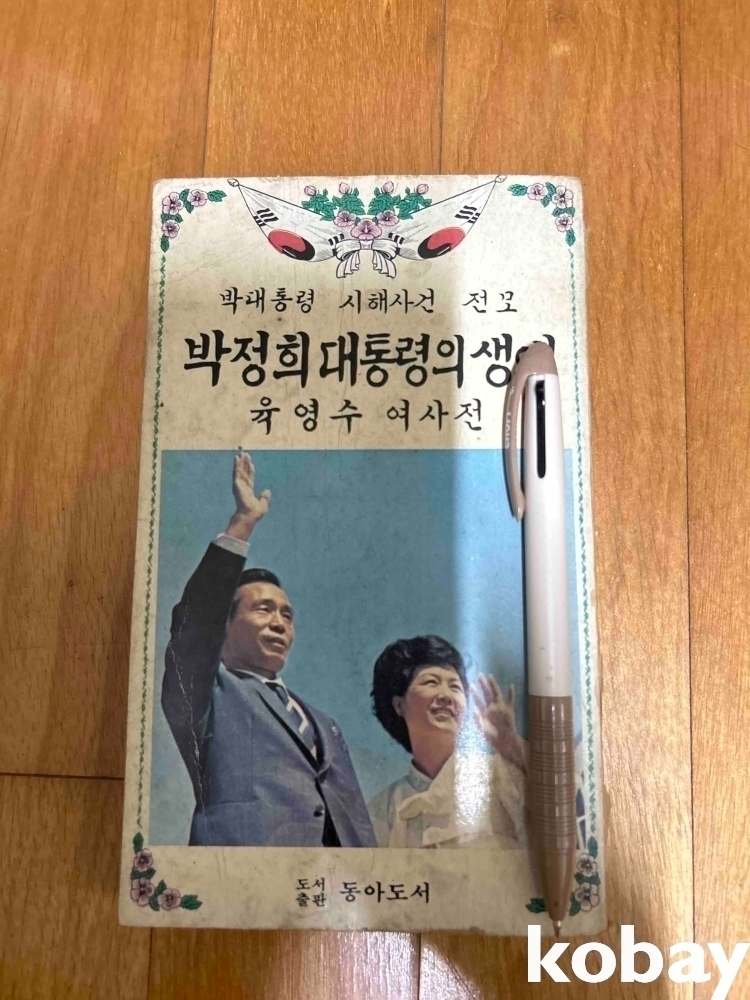 박대통령 시해사건 전모
박정희 대통령의
육영수 여사전
도서출판 동아도서
kobay